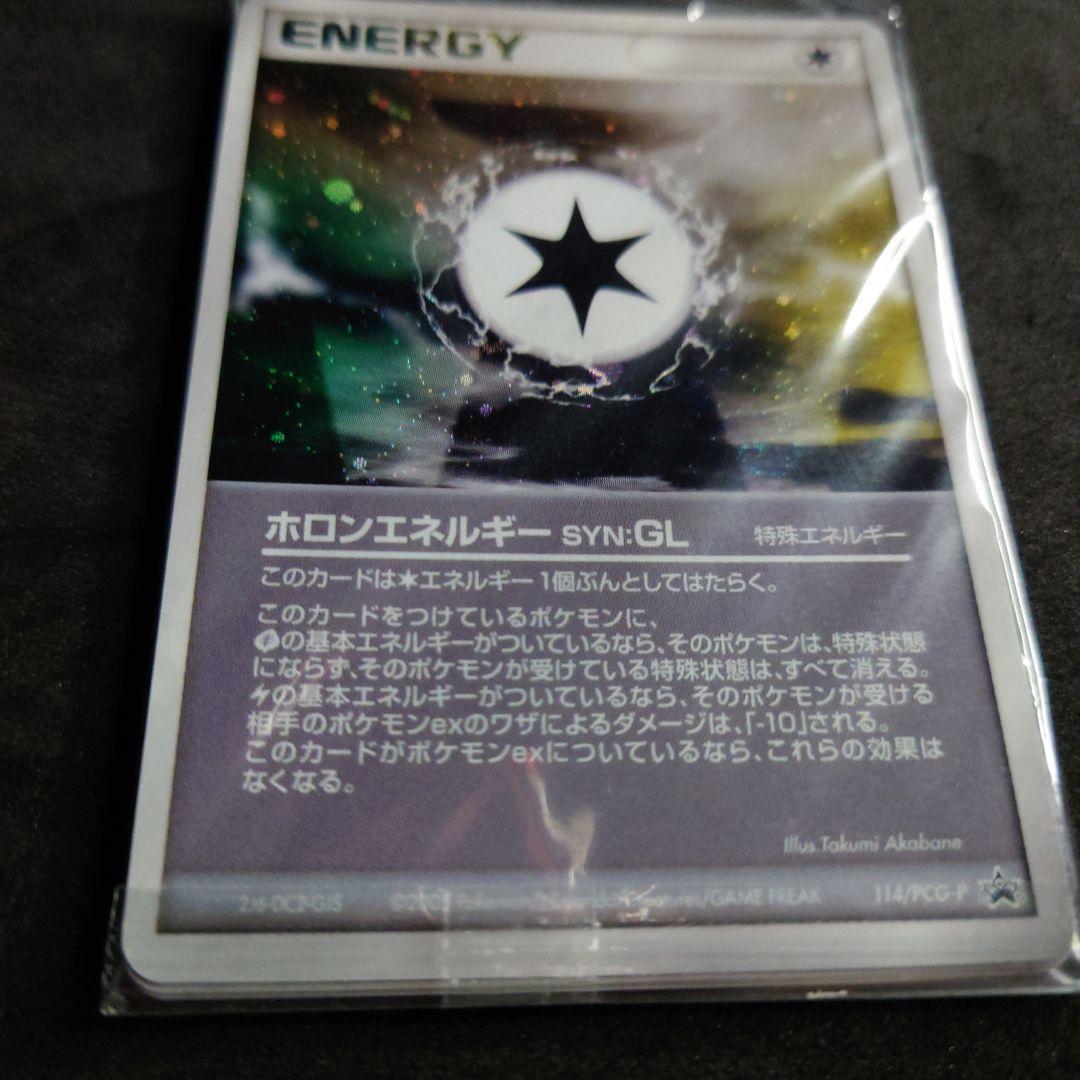 ENERGY
ホロンエネルギー SYN:GL 特殊エネルギー
このカードは✶エネルギー1個ぶんとしてはたらく。
このカードをつけているポケモンに、
の基本エネルギーがついているなら、そのポケモンは、特殊状態
にならず、そのポケモンが受けている特殊状態は、すべて消える。
の基本エネルギーがついているなら、そのポケモンが受ける
相手のポケモンexのワザによるダメージは、「-10」される。
このカードがポケモンexについているなら、これらの効果は
なくなる。
Illus.Takumi Akabane
/GAME FREAK 114/PCG-P